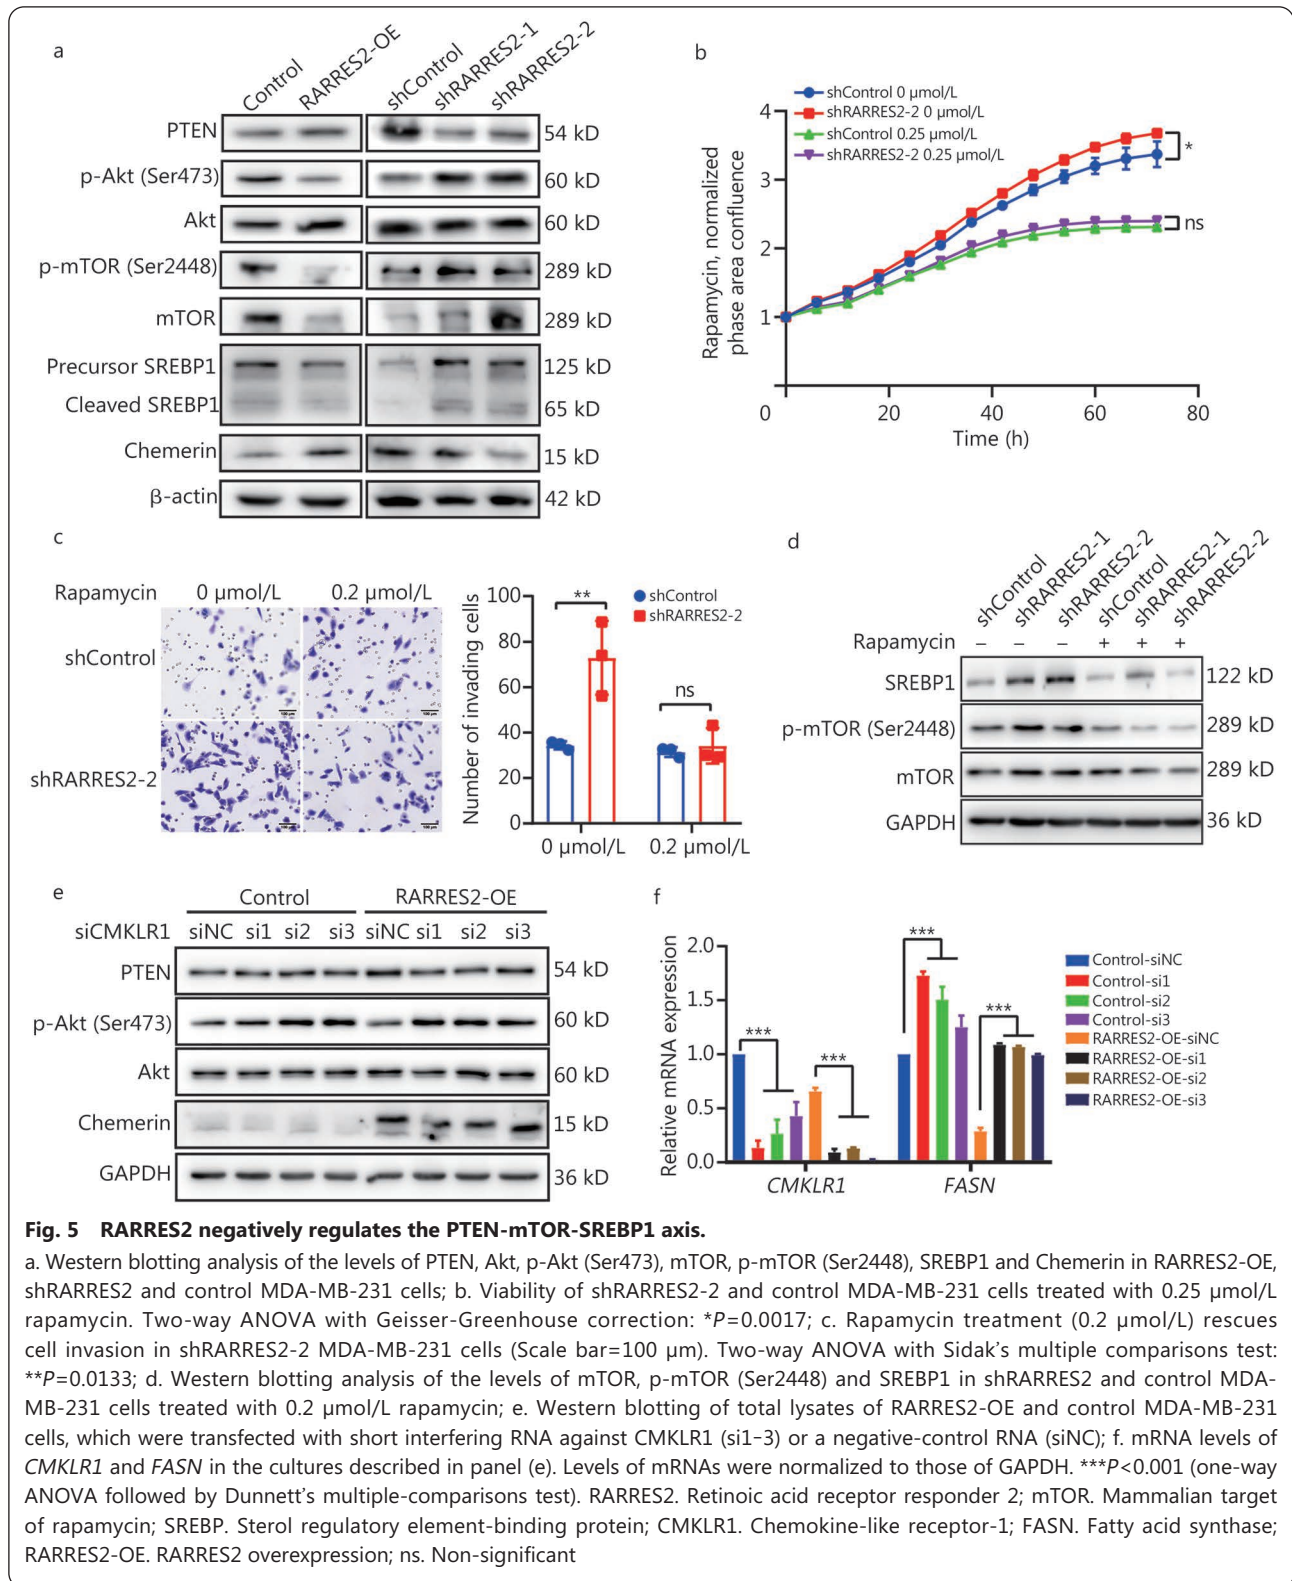 a
Control
RARRES2-OE
shControl
shRARRES2-1
shRARRES2-2
PTEN
54 kD
p-Akt (Ser473)
60 kD
Akt
60 kD
p-mTOR (Ser2448)
289 kD
mTOR
289 kD
Precursor SREBP1
125 kD
Cleaved SREBP1
65 kD
Chemerin
15 kD
β-actin
42 kD
b
shControl 0 μmol/L
shRARRES2-2 0 μmol/L
shControl 0.25 μmol/L
shRARRES2-2 0.25 μmol/L
Rapamycin, normalized
phase area confluence
4
3
2
1
0
20
40
60
80
Time (h)
*
ns
c
Rapamycin
0 μmol/L
0.2 μmol/L
shControl
shRARRES2-2
100 μm
100 μm
100 μm
100 μm
Number of invading cells
100
80
60
40
20
0
**
ns
shControl
shRARRES2-2
0 μmol/L
0.2 μmol/L
d
shControl
shRARRES2-1
shRARRES2-2
shControl
shRARRES2-1
shRARRES2-2
Rapamycin − − − + + +
SREBP1
122 kD
p-mTOR (Ser2448)
289 kD
mTOR
289 kD
GAPDH
36 kD
e
Control
RARRES2-OE
siCMKLR1 siNC si1 si2 si3 siNC si1 si2 si3
PTEN
54 kD
p-Akt (Ser473)
60 kD
Akt
60 kD
Chemerin
15 kD
GAPDH
36 kD
f
Relative mRNA expression
2.0
1.5
1.0
0.5
0.0
***
***
***
***
CMKLR1
FASN
Control-siNC
Control-si1
Control-si2
Control-si3
RARRES2-OE-siNC
RARRES2-OE-si1
RARRES2-OE-si2
RARRES2-OE-si3
Fig. 5 RARRES2 negatively regulates the PTEN-mTOR-SREBP1 axis.
a. Western blotting analysis of the levels of PTEN, Akt, p-Akt (Ser473), mTOR, p-mTOR (Ser2448), SREBP1 and Chemerin in RARRES2-OE,
shRARRES2 and control MDA-MB-231 cells; b. Viability of shRARRES2-2 and control MDA-MB-231 cells treated with 0.25 μmol/L
rapamycin. Two-way ANOVA with Geisser-Greenhouse correction: *P=0.0017; c. Rapamycin treatment (0.2 μmol/L) rescues
cell invasion in shRARRES2-2 MDA-MB-231 cells (Scale bar=100 μm). Two-way ANOVA with Sidak's multiple comparisons test:
**P=0.0133; d. Western blotting analysis of the levels of mTOR, p-mTOR (Ser2448) and SREBP1 in shRARRES2 and control MDA-
MB-231 cells treated with 0.2 μmol/L rapamycin; e. Western blotting of total lysates of RARRES2-OE and control MDA-MB-231
cells, which were transfected with short interfering RNA against CMKLR1 (si1–3) or a negative-control RNA (siNC); f. mRNA levels of
CMKLR1 and FASN in the cultures described in panel (e). Levels of mRNAs were normalized to those of GAPDH. ***P<0.001 (one-way
ANOVA followed by Dunnett's multiple-comparisons test). RARRES2. Retinoic acid receptor responder 2; mTOR. Mammalian target
of rapamycin; SREBP. Sterol regulatory element-binding protein; CMKLR1. Chemokine-like receptor-1; FASN. Fatty acid synthase;
RARRES2-OE. RARRES2 overexpression; ns. Non-significant